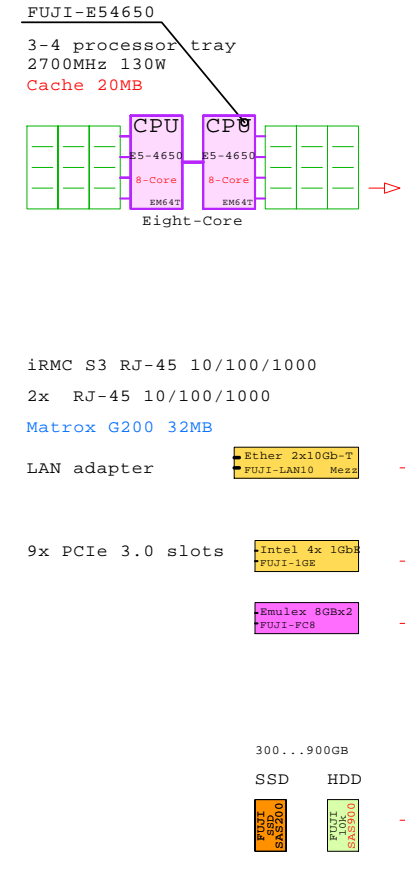 FUJI-E54650
3-4 processor tray
2700MHz 130W
Cache 20MB
CPU CPU
E5-4650 E5-4650
8-Core 8-Core
EM64T EM64T
Eight-Core
iRMC S3 RJ-45 10/100/1000
2x RJ-45 10/100/1000
Matrox G200 32MB
LAN adapter
Ether 2x10Gb-T
FUJI-LAN10 Mezz
9x PCIe 3.0 slots
Intel 4x 1GbE
FUJI-1GE
Emulex 8GBx2
FUJI-FC8
300...900GB
SSD HDD
FUJI
SSD
SAS200
FUJI
10k
SAS900